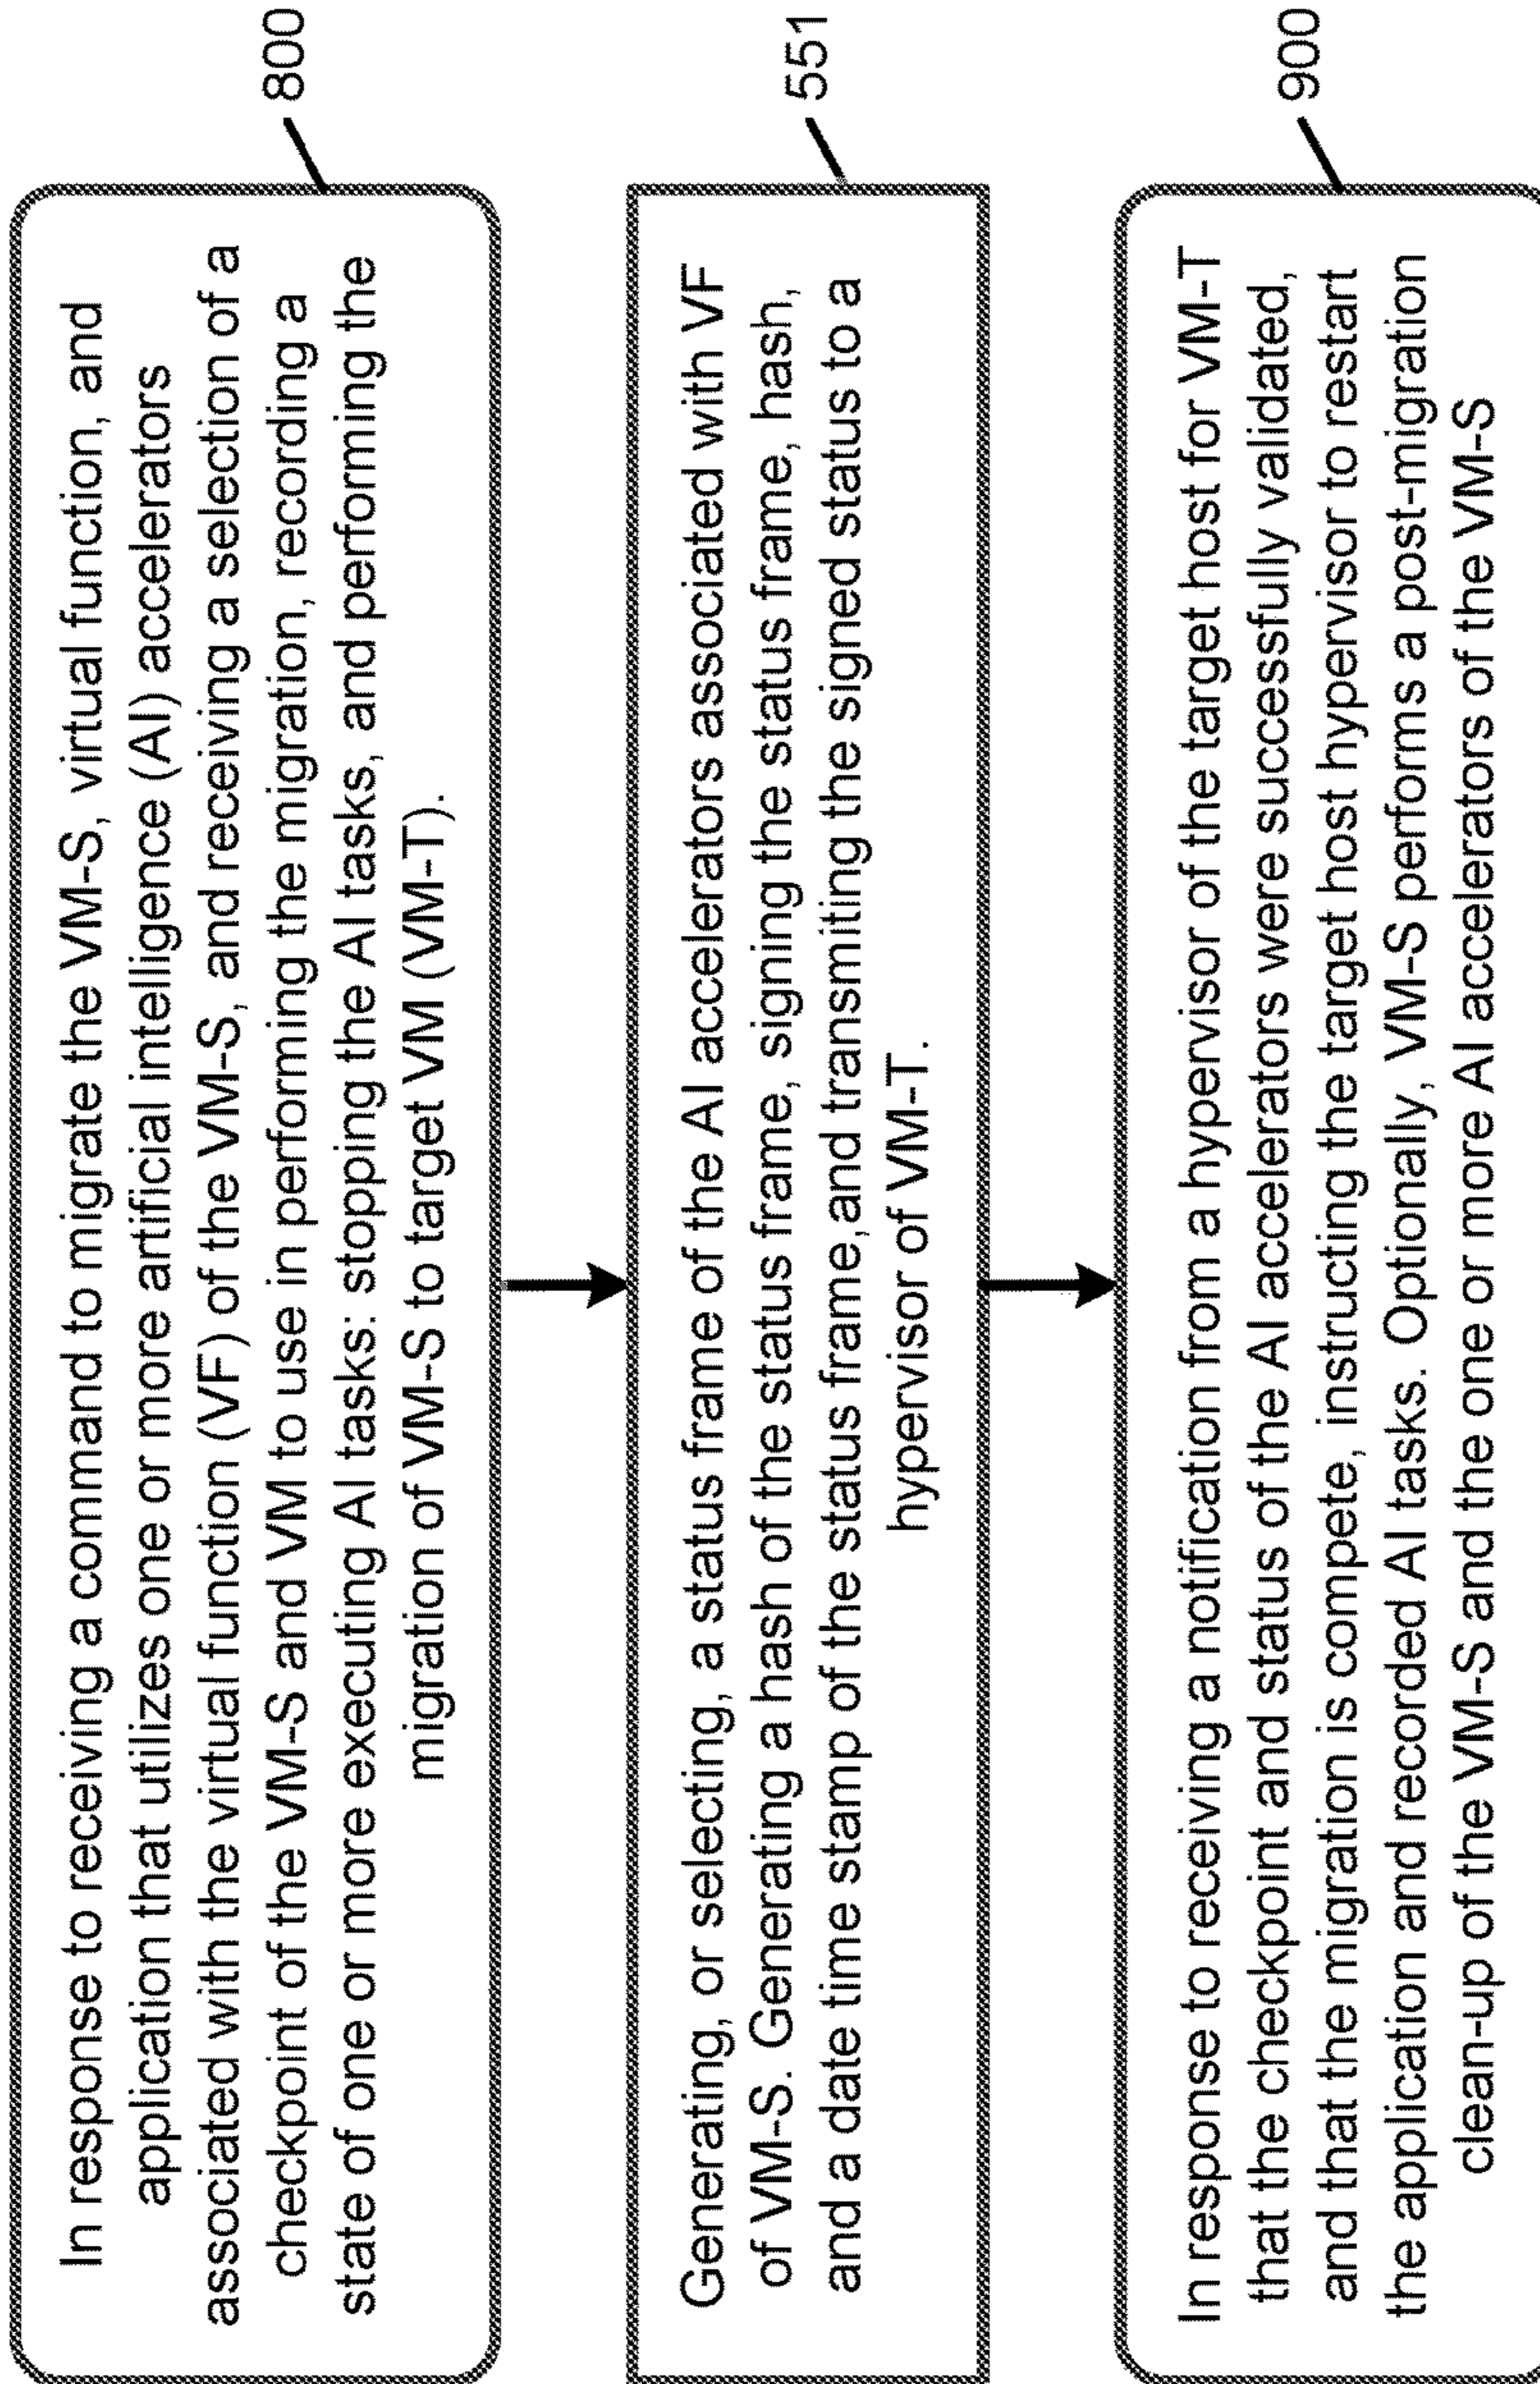 In response to receiving a command to migrate the VM-S, virtual function, and
application that utilizes one or more artificial intelligence (AI) accelerators
associated with the virtual function (VF) of the VM-S, and receiving a selection of a
checkpoint of the VM-S and VM to use in performing the migration, recording a
state of one or more executing AI tasks: stopping the AI tasks, and performing the
migration of VM-S to target VM (VM-T).
800
Generating, or selecting, a status frame of the AI accelerators associated with VF
of VM-S. Generating a hash of the status frame, signing the status frame, hash,
and a date time stamp of the status frame,and transmiting the signed status to a
hypervisor of VM-T.
551
In response to receiving a notification from a hypervisor of the target host for VM-T
that the checkpoint and status of the AI accelerators were successfully validated,
and that the migration is compete, instructing the target host hypervisor to restart
the application and recorded AI tasks. Optionally, VM-S performs a post-migration
clean-up of the VM-S and the one or more AI accelerators of the VM-S
900